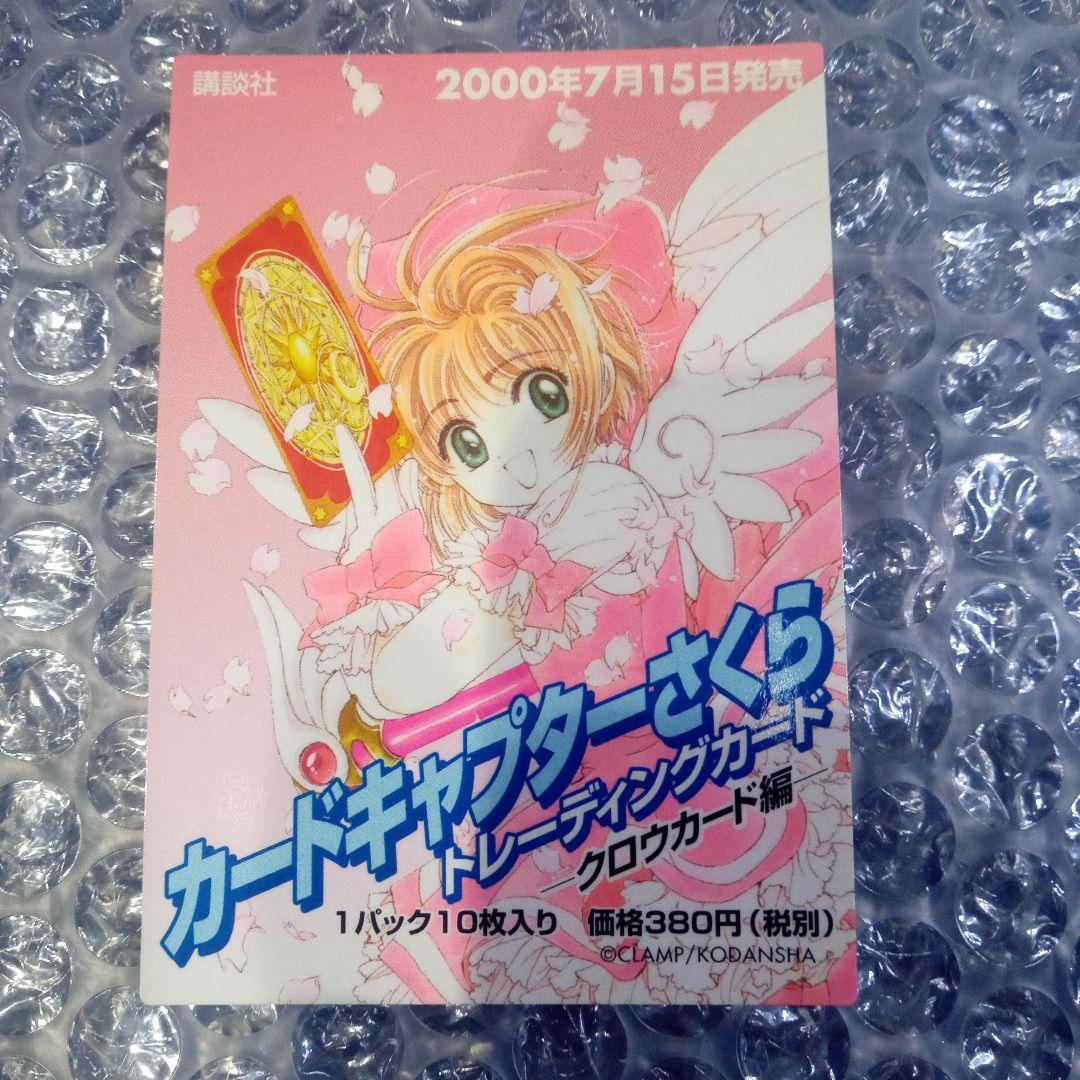 講談社
2000年7月15日発売
カードキャプターさくら
トレーディングカード
—クロウカード編—
1パック10枚入り 価格380円(税別)
©CLAMP/KODANSHA